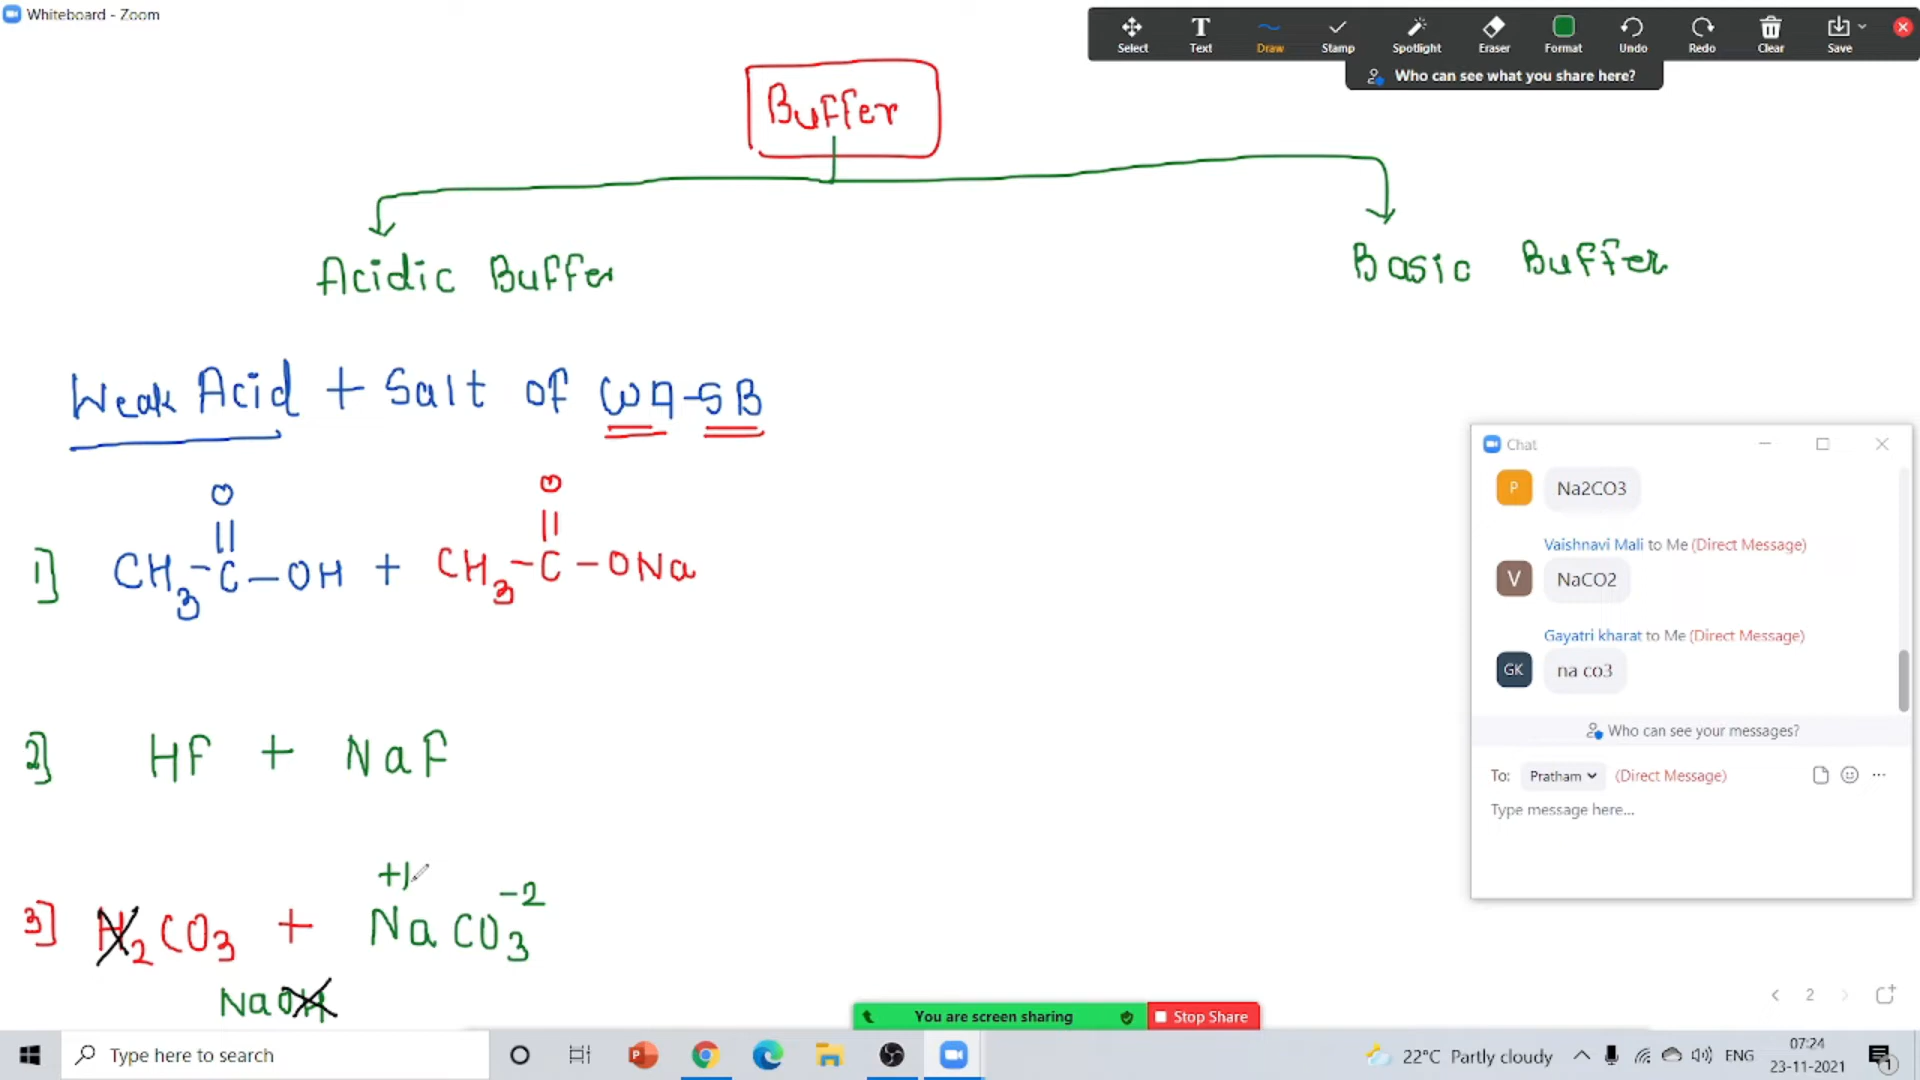 Whiteboard - Zoom
Select Text Draw Stamp Spotlight Eraser Format Undo Redo Clear Save
Who can see what you share here?
Buffer
Acidic Buffer
Basic Buffer
Weak Acid + Salt of WA-SB
O O
|| ||
1] CH3-C-OH + CH3-C-ONa
2] HF + NaF
+1 -2
3] H2CO3 + NaCO3
NaOH
Chat
P
Na2CO3
Vaishnavi Mali to Me (Direct Message)
V
NaCO2
Gayatri kharat to Me (Direct Message)
GK
na co3
Who can see your messages?
To: Pratham (Direct Message)
Type message here...
2
You are screen sharing
Stop Share
Type here to search
22°C Partly cloudy
ENG
07:24
23-11-2021
1